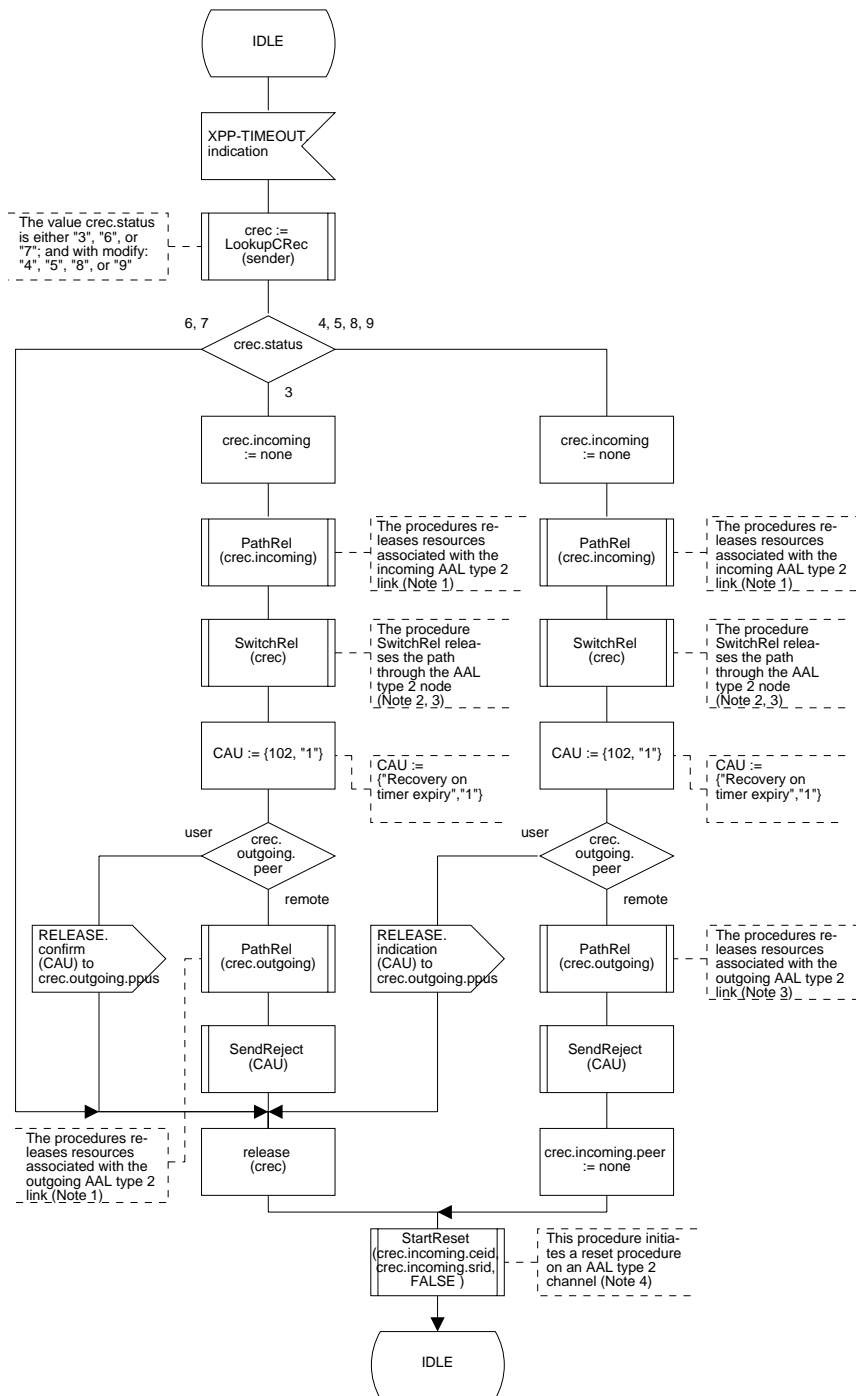 IDLE
XPP-TIMEOUT.
indication
The value crec.status
is either "3", "6", or
"7"; and with modify:
"4", "5", "8", or "9"
crec :=
LookupCRec
(sender)
6, 7
4, 5, 8, 9
crec.status
3
crec.incoming
:= none
crec.incoming
:= none
PathRel
(crec.incoming)
The procedures re-
leases resources
associated with the
incoming AAL type 2
link (Note 1)
PathRel
(crec.incoming)
The procedures re-
leases resources
associated with the
incoming AAL type 2
link (Note 1)
SwitchRel
(crec)
The procedure
SwitchRel relea-
ses the path
through the AAL
type 2 node
(Note 2, 3)
SwitchRel
(crec)
The procedure
SwitchRel relea-
ses the path
through the AAL
type 2 node
(Note 2, 3)
CAU := {102, "1"}
CAU :=
{"Recovery on
timer expiry","1"}
CAU := {102, "1"}
CAU :=
{"Recovery on
timer expiry","1"}
user
crec.
outgoing.
peer
user
crec.
outgoing.
peer
remote
remote
RELEASE.
confirm
(CAU) to
crec.outgoing.ppus
PathRel
(crec.outgoing)
RELEASE.
indication
(CAU) to
crec.outgoing.ppus
PathRel
(crec.outgoing)
The procedures re-
leases resources
associated with the
outgoing AAL type 2
link (Note 3)
SendReject
(CAU)
SendReject
(CAU)
The procedures re-
leases resources
associated with the
outgoing AAL type 2
link (Note 1)
release
(crec)
crec.incoming.peer
:= none
StartReset
(crec.incoming.ceid,
crec.incoming.srid,
FALSE )
This procedure initia-
tes a reset procedure
on an AAL type 2
channel (Note 4)
IDLE